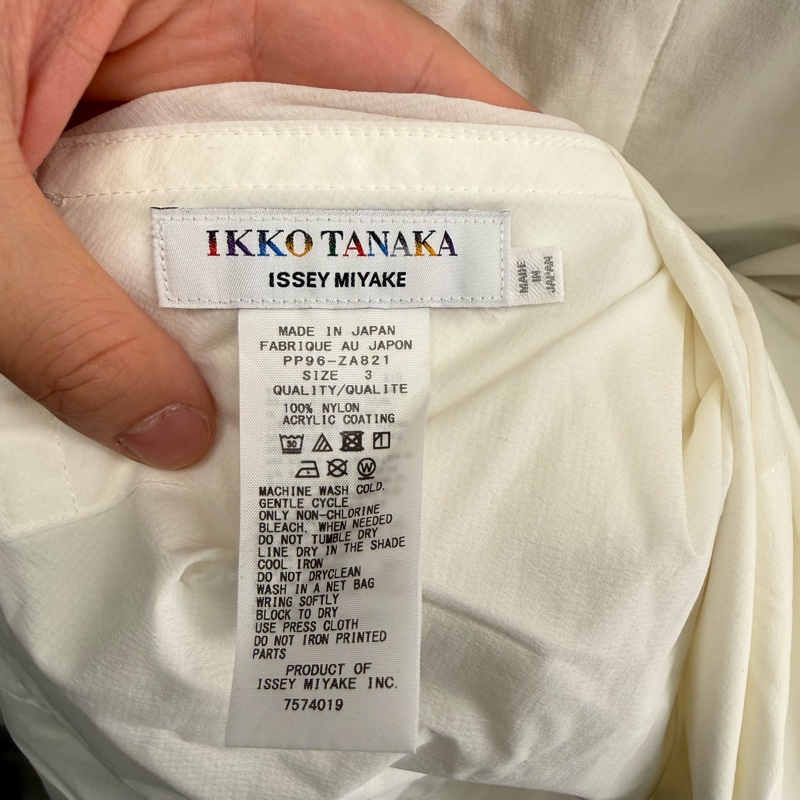 IKKO TANAKA
ISSEY MIYAKE
MADE
IN
JAPAN
MADE IN JAPAN
FABRIQUE AU JAPON
PP96-ZA821
SIZE 3
QUALITY/QUALITE
100% NYLON
ACRYLIC COATING
30
W
MACHINE WASH COLD.
GENTLE CYCLE
ONLY NON-CHLORINE
BLEACH, WHEN NEEDED
DO NOT TUMBLE DRY
LINE DRY IN THE SHADE
COOL IRON
DO NOT DRYCLEAN
WASH IN A NET BAG
WRING SOFTLY
BLOCK TO DRY
USE PRESS CLOTH
DO NOT IRON PRINTED
PARTS
PRODUCT OF
ISSEY MIYAKE INC.
7574019